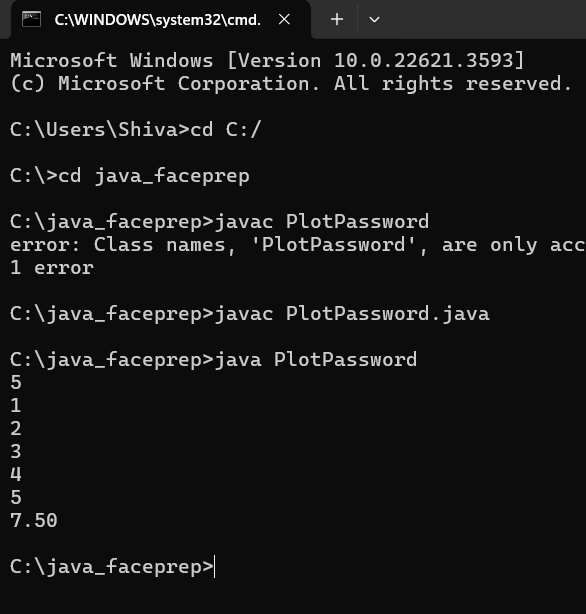 C:\WINDOWS\system32\cmd.
Microsoft Windows [Version 10.0.22621.3593]
(c) Microsoft Corporation. All rights reserved.
C:\Users\Shiva>cd C:/
C:\>cd java_faceprep
C:\java_faceprep>javac PlotPassword
error: Class names, 'PlotPassword', are only acc
1 error
C:\java_faceprep>javac PlotPassword.java
C:\java_faceprep>java PlotPassword
5
1
2
3
4
5
7.50
C:\java_faceprep>